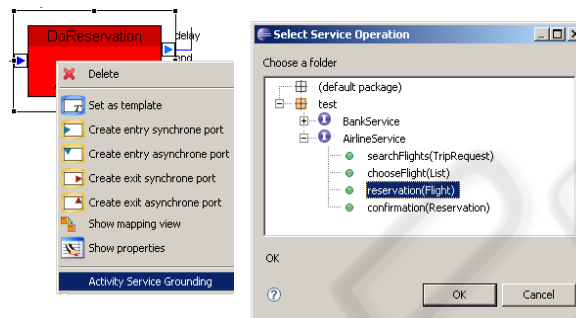 DoReservation
delay
end
Delete
Set as template
Create entry synchrone port
Create entry asynchrone port
Create exit synchrone port
Create exit asynchrone port
Show mapping view
Show properties
Activity Service Grounding
Select Service Operation
Choose a folder
(default package)
test
BankService
AirlineService
searchFlights(TripRequest)
chooseFlight(List)
reservation(Flight)
confirmation(Reservation)
OK
OK
Cancel